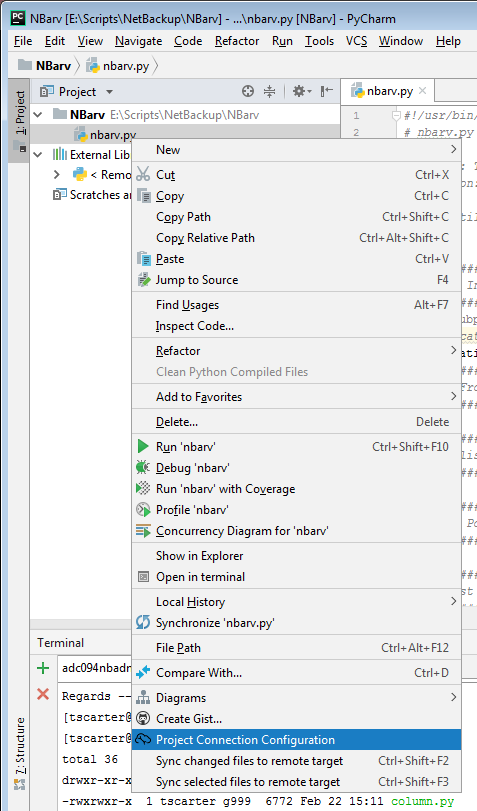 NBarv [E:\Scripts\NetBackup\NBarv] - ...\nbarv.py [NBarv] - PyCharm
File Edit View Navigate Code Refactor Run Tools VCS Window Help
NBarv nbarv.py
1: Project
Project
nbarv.py
NBarv E:\Scripts\NetBackup\NBarv
1 #!/usr/bin/
nbarv.py
2 # nbarv.py
External Lib
< Remo
Scratches an
New
Cut Ctrl+X
Copy Ctrl+C
Copy Path Ctrl+Shift+C
Copy Relative Path Ctrl+Alt+Shift+C
Paste Ctrl+V
Jump to Source F4
Find Usages Alt+F7
Inspect Code...
Refactor
Clean Python Compiled Files
Add to Favorites
Delete... Delete
Run 'nbarv' Ctrl+Shift+F10
Debug 'nbarv'
Run 'nbarv' with Coverage
Profile 'nbarv'
Concurrency Diagram for 'nbarv'
Show in Explorer
Open in terminal
Local History
Synchronize 'nbarv.py'
File Path Ctrl+Alt+F12
Compare With... Ctrl+D
Diagrams
Create Gist...
Project Connection Configuration
Sync changed files to remote target Ctrl+Shift+F2
Sync selected files to remote target Ctrl+Shift+F3
Terminal
adc094nbadn
Regards --
[tscarter@
[tscarter@
total 36
drwxr-xr-x
-rwxrwxr-x 1 tscarter g999 6772 Feb 22 15:11 column.py
7: Structure